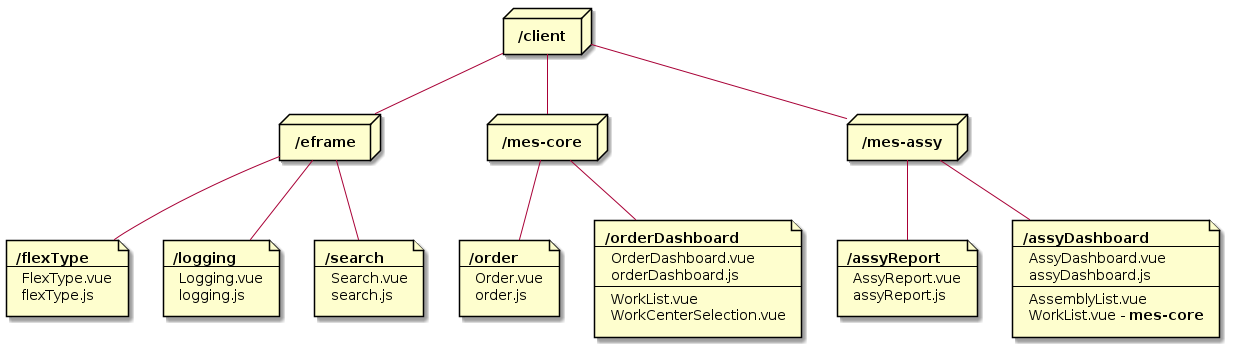 /client
/eframe
/mes-core
/mes-assy
/flexType
FlexType.vue
flexType.js
/logging
Logging.vue
logging.js
/search
Search.vue
search.js
/order
Order.vue
order.js
/orderDashboard
OrderDashboard.vue
orderDashboard.js
WorkList.vue
WorkCenterSelection.vue
/assyReport
AssyReport.vue
assyReport.js
/assyDashboard
AssyDashboard.vue
assyDashboard.js
AssemblyList.vue
WorkList.vue - mes-core